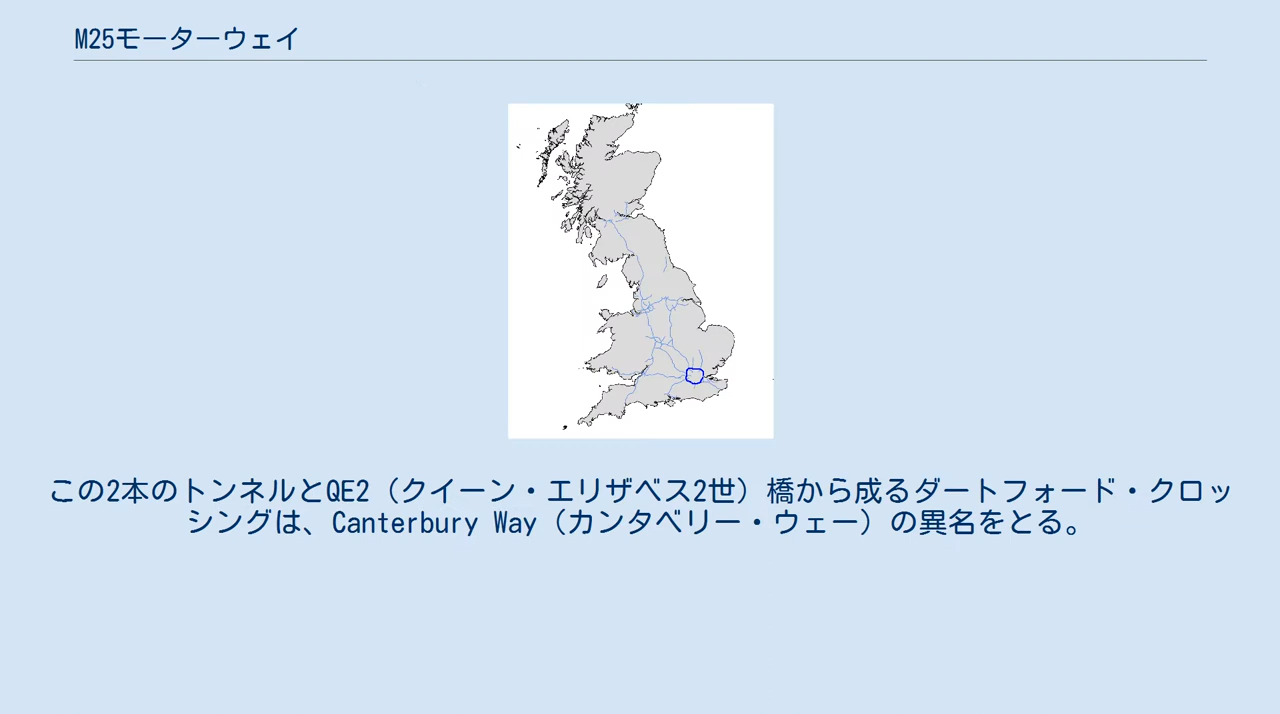 M25モーターウェイ
この2本のトンネルとQE2（クイーン・エリザベス2世）橋から成るダートフォード・クロッ
シングは、Canterbury Way（カンタベリー・ウェー）の異名をとる。